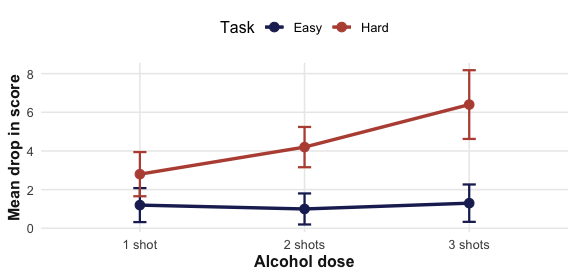 Task Easy Hard
Mean drop in score
8
6
4
2
0
1 shot 2 shots 3 shots
Alcohol dose